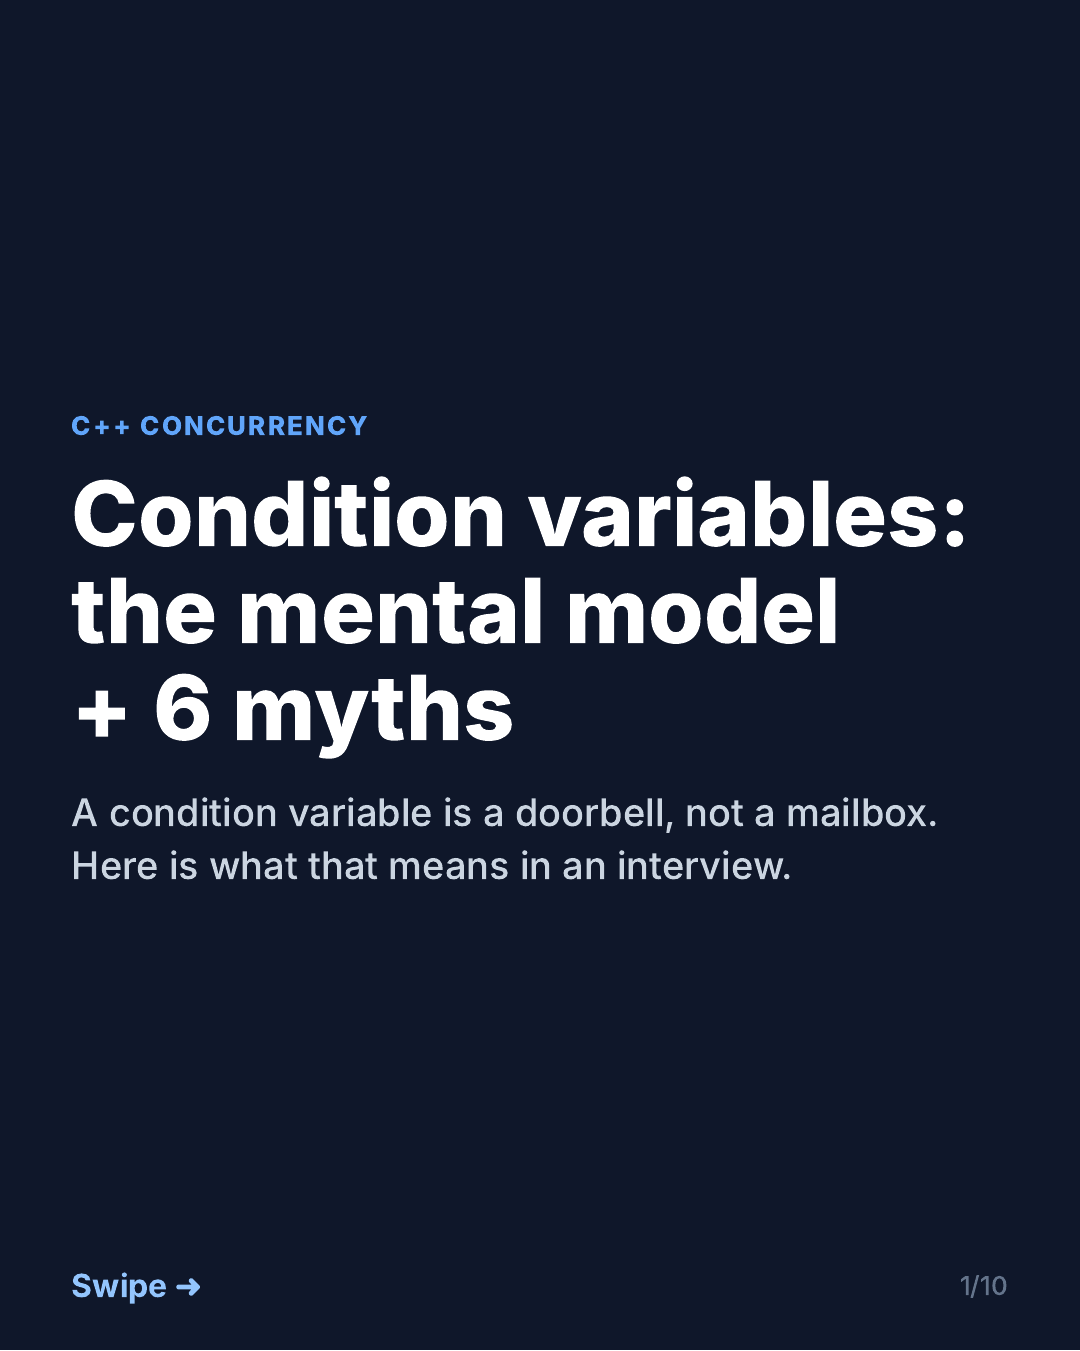 C++ CONCURRENCY
Condition variables:
the mental model
+ 6 myths
A condition variable is a doorbell, not a mailbox.
Here is what that means in an interview.
Swipe ➜
1/10